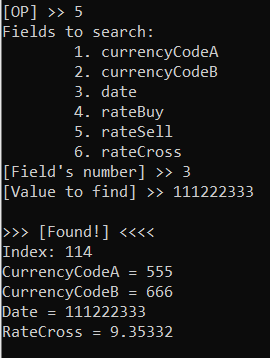 [OP] >> 5
Fields to search:
1. currencyCodeA
2. currencyCodeB
3. date
4. rateBuy
5. rateSell
6. rateCross
[Field's number] >> 3
[Value to find] >> 111222333
>>> [Found!] <<<<
Index: 114
CurrencyCodeA = 555
CurrencyCodeB = 666
Date = 111222333
RateCross = 9.35332